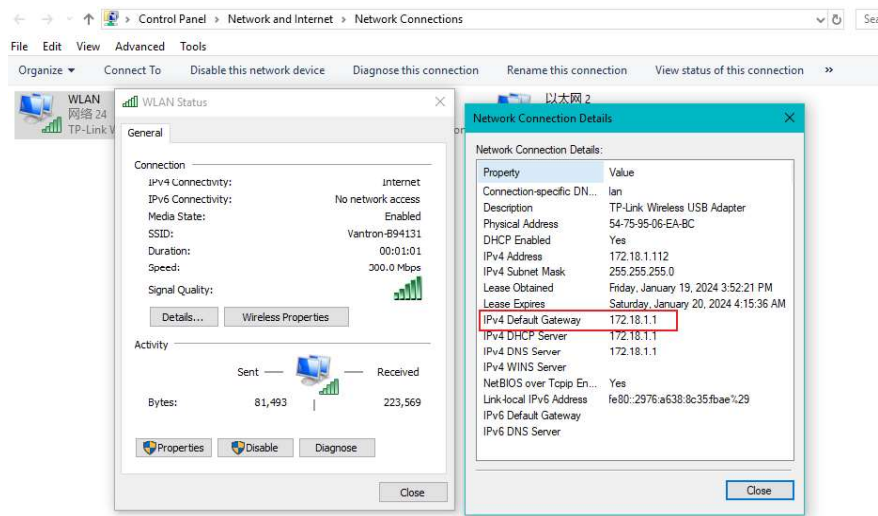 Control Panel > Network and Internet > Network Connections
Sea
File Edit View Advanced Tools
Organize Connect To Disable this network device Diagnose this connection Rename this connection View status of this connection »
WLAN
网络 24
TP-Link
以太网 2
WLAN Status
General
Connection
IPv4 Connectivity: Internet
IPv6 Connectivity: No network access
Media State: Enabled
SSID: Vantron-B94131
Duration: 00:01:01
Speed: 300.0 Mbps
Signal Quality:
Details... Wireless Properties
Activity
Sent Received
Bytes: 81,493 223,569
Properties Disable Diagnose
Close
Network Connection Details
Network Connection Details:
Property Value
Connection-specific DN... lan
Description TP-Link Wireless USB Adapter
Physical Address 54-75-95-06-EA-BC
DHCP Enabled Yes
IPv4 Address 172.18.1.112
IPv4 Subnet Mask 255.255.255.0
Lease Obtained Friday, January 19, 2024 3:52:21 PM
Lease Expires Saturday, January 20, 2024 4:15:36 AM
IPv4 Default Gateway 172.18.1.1
IPv4 DHCP Server 172.18.1.1
IPv4 DNS Server 172.18.1.1
IPv4 WINS Server
NetBIOS over Tcpip En... Yes
Link-local IPv6 Address fe80::2976:a638:8c35:fbae%29
IPv6 Default Gateway
IPv6 DNS Server
Close